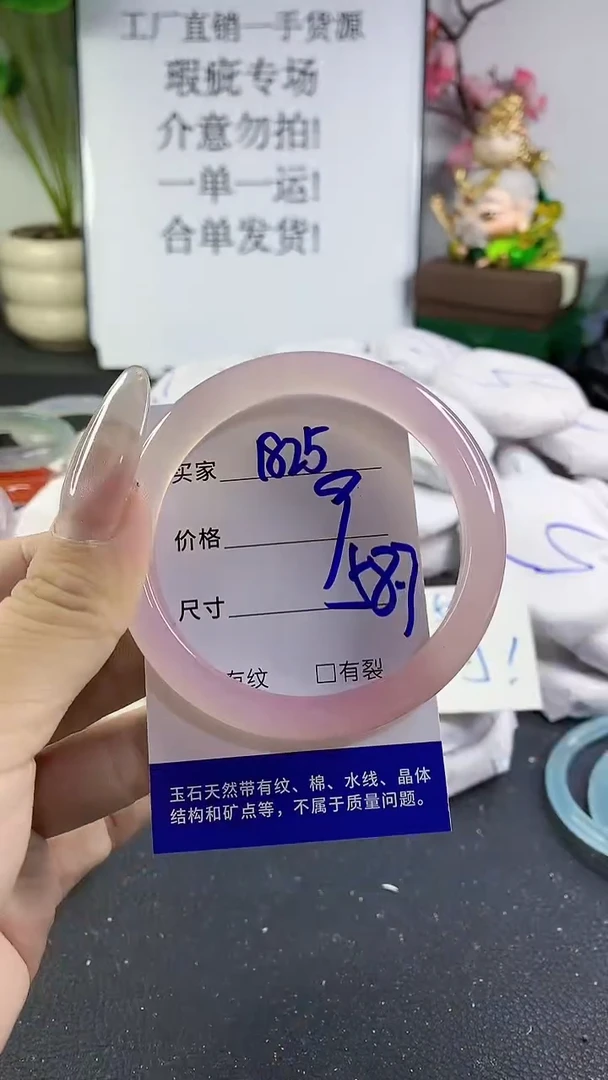 工厂直销一手货源
瑕疵专场
介意勿拍!
一单一运!
合单发货!
买家 1825
价格 9
尺寸 587
有纹 □有裂
玉石天然带有纹、棉、水线、晶体
结构和矿点等，不属于质量问题。